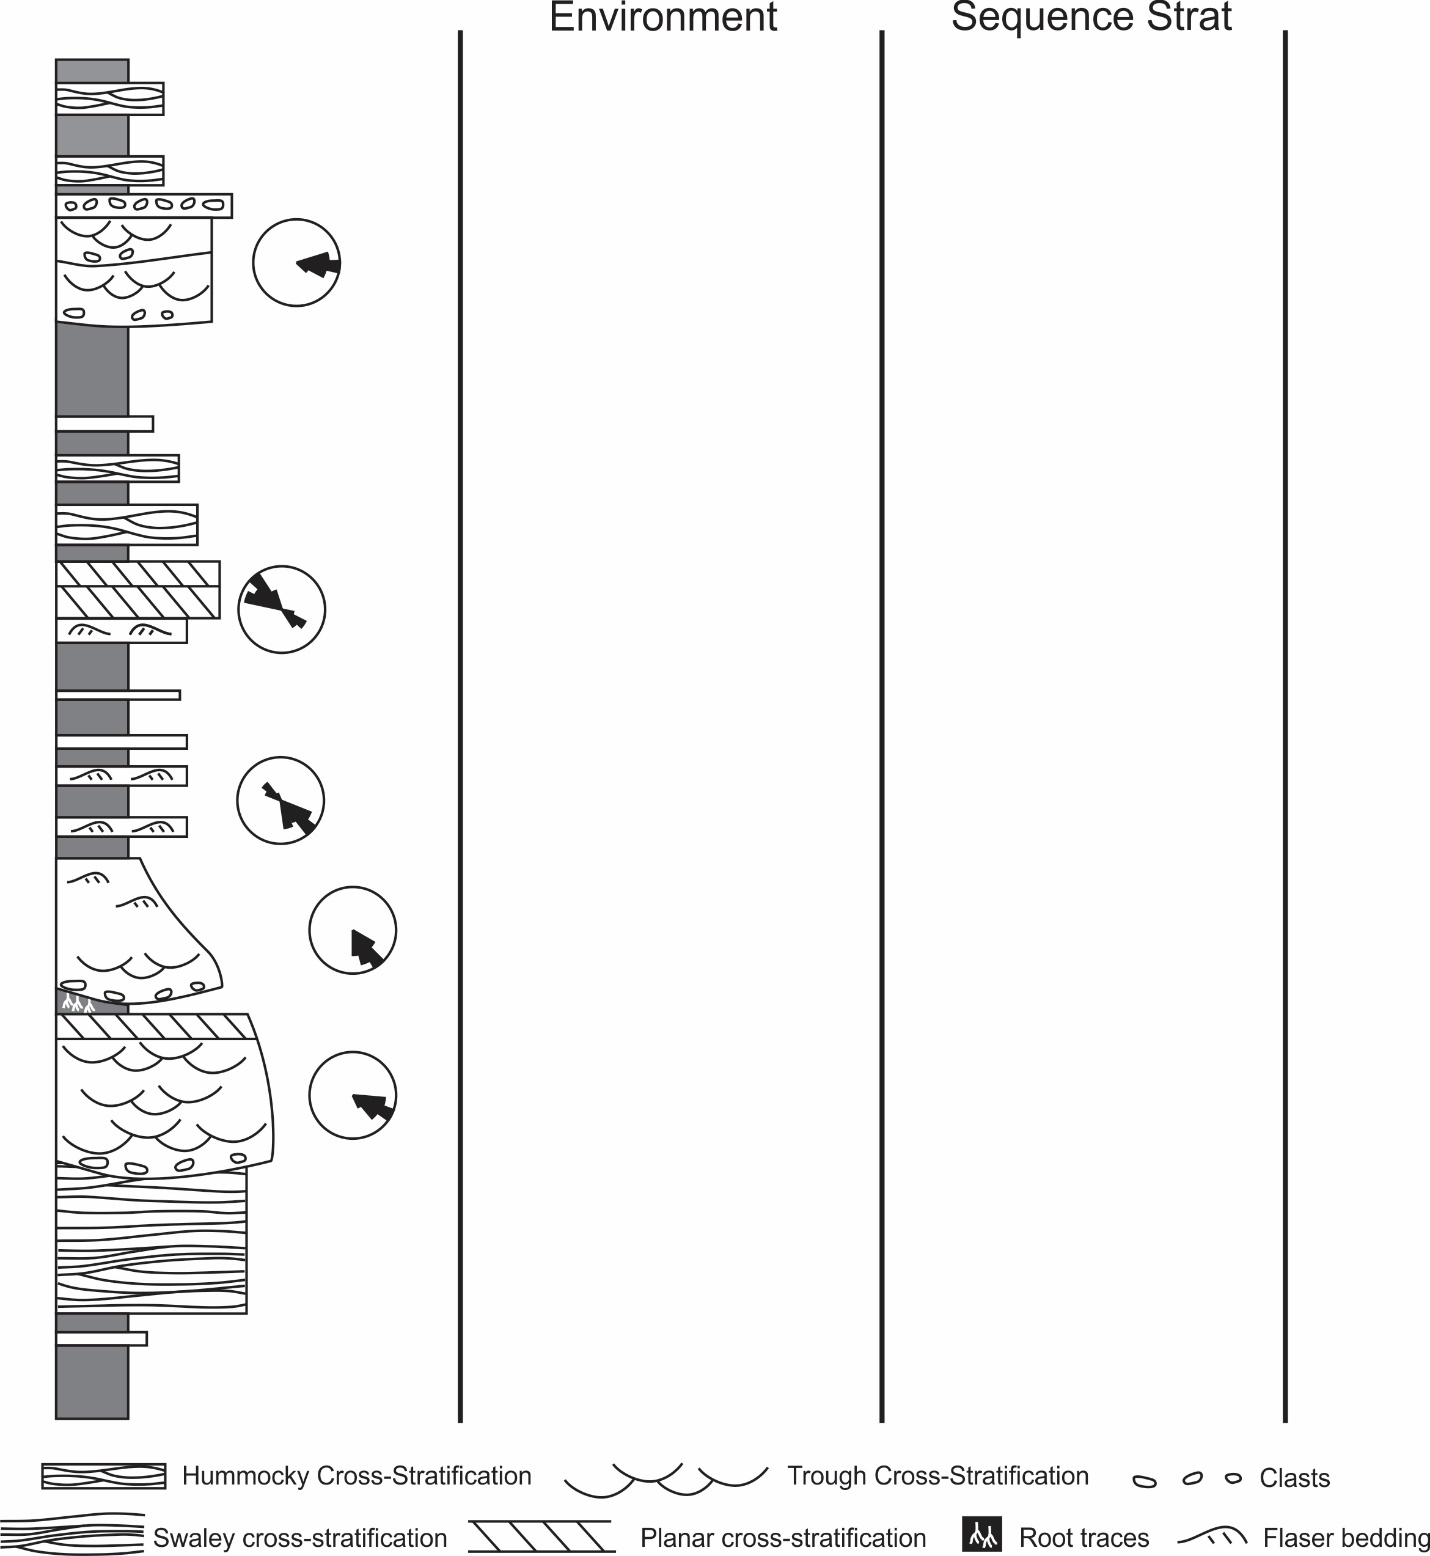 Environment Sequence Strat
Hummocky Cross-Stratification Trough Cross-Stratification Clasts
Swaley cross-stratification Planar cross-stratification Root traces Flaser bedding